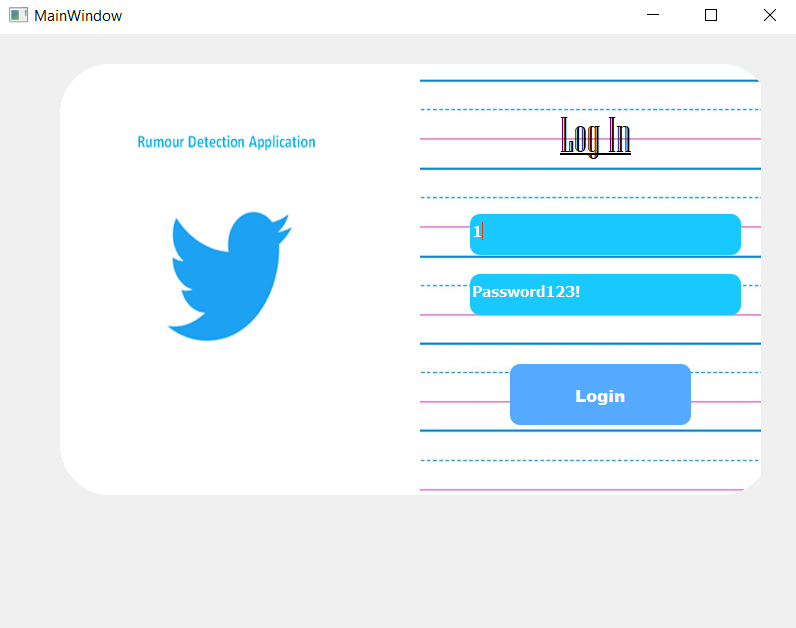 MainWindow
Rumour Detection Application
Log In
1
Password123!
Login